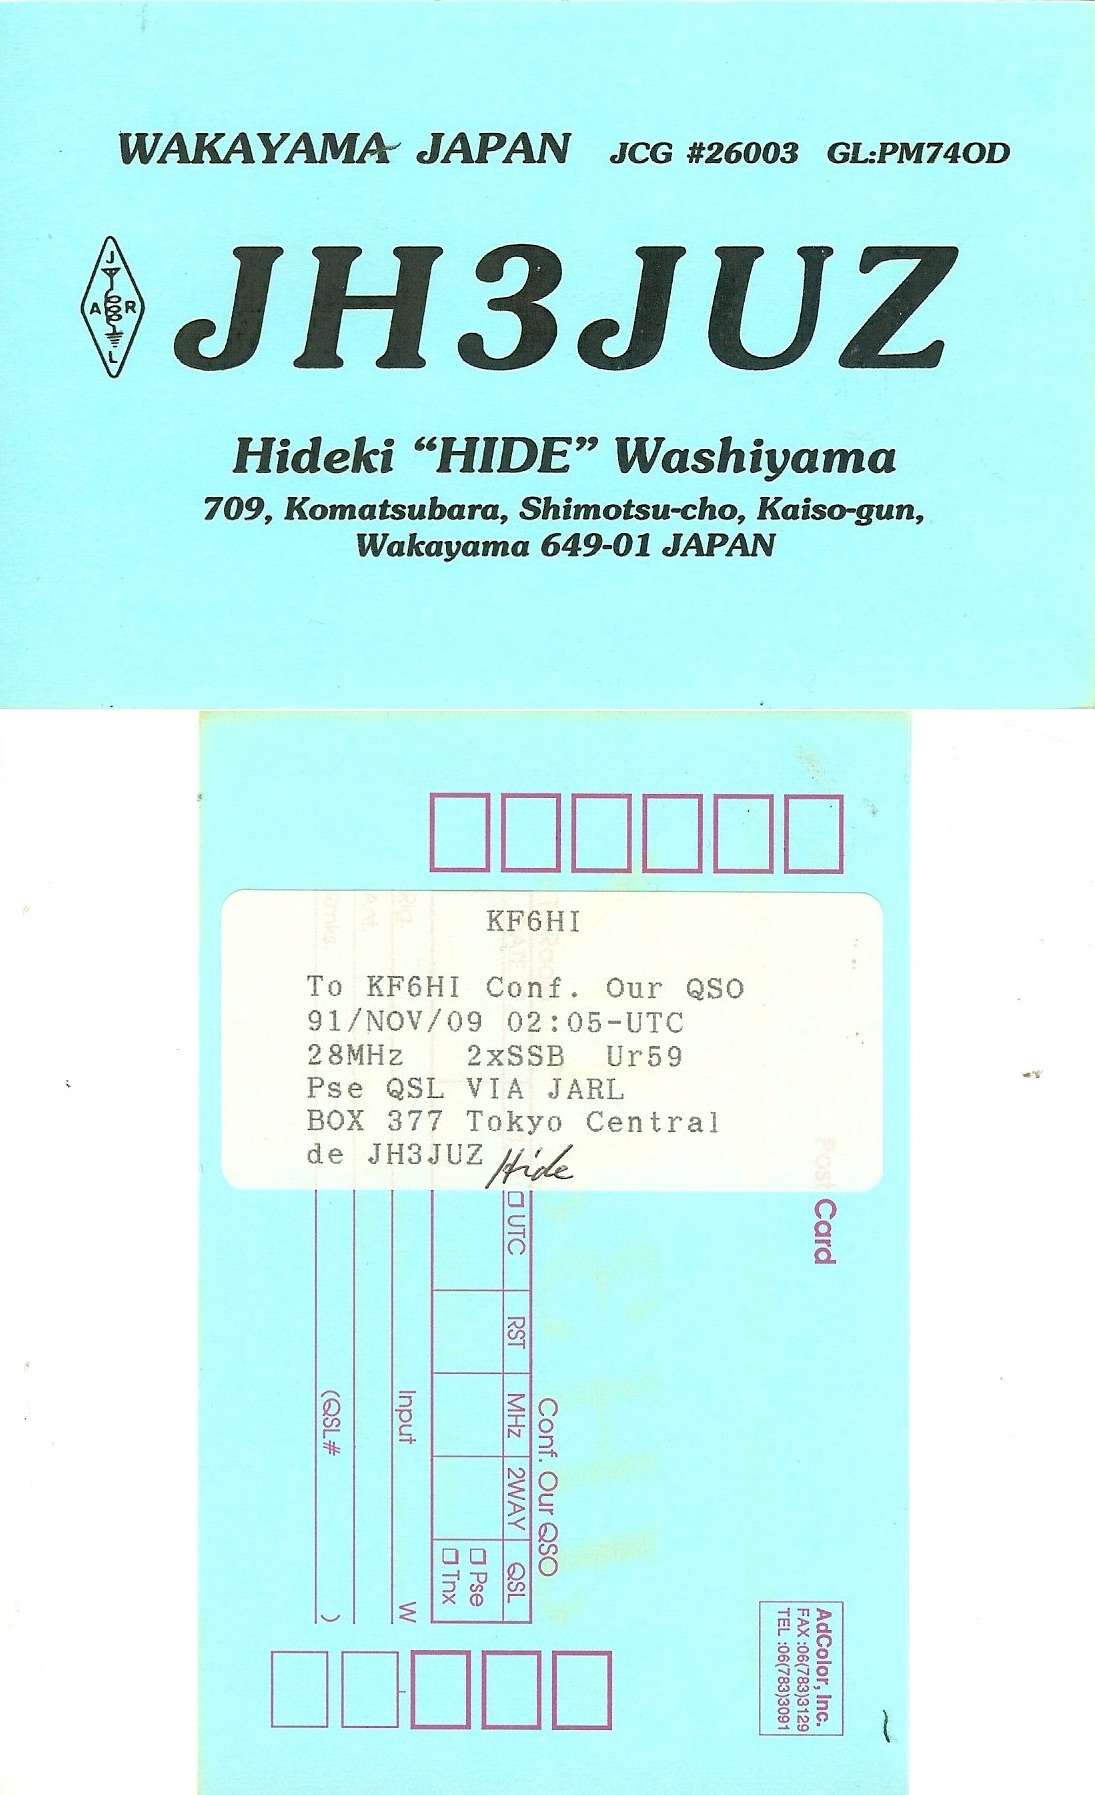 WAKAYAMA JAPAN JCG #26003 GL:PM74OD
J
A R
L
JH3JUZ
Hideki “HIDE” Washiyama
709, Komatsubara, Shimotsu-cho, Kaiso-gun,
Wakayama 649-01 JAPAN
KF6HI
To KF6HI Conf. Our QSO
91/NOV/09 02:05-UTC
28MHz 2xSSB Ur59
Pse QSL VIA JARL
BOX 377 Tokyo Central
de JH3JUZ Hide
Post Card
Conf. Our QSO
□ UTC RST MHz 2WAY QSL
□ Pse
□ Tnx
Input W
(QSL# )
AdColor, Inc.
FAX :06(783)3129
TEL :06(783)3091